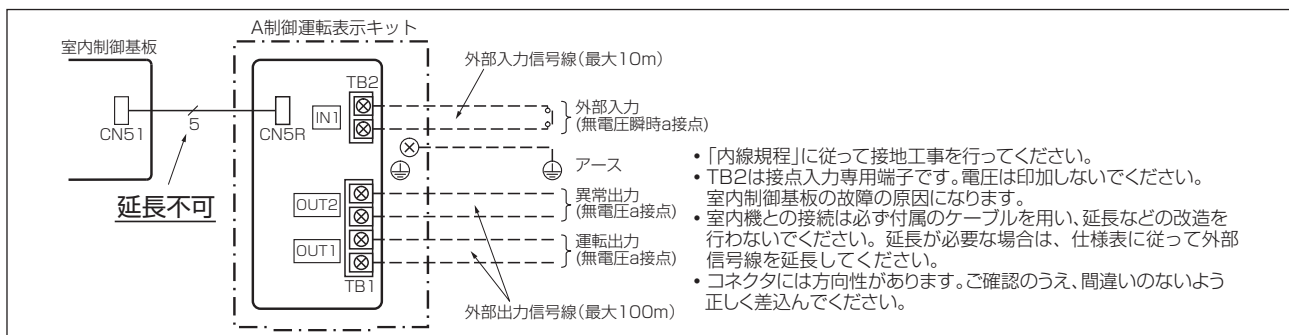 A制御運転表示キット
室内制御基板
CN51
5
延長不可
CN5R
TB2
IN1
外部入力信号線(最大10m)
外部入力
(無電圧瞬時a接点)
アース
OUT2
異常出力
(無電圧a接点)
OUT1
運転出力
(無電圧a接点)
TB1
外部出力信号線(最大100m)
•「内線規程」に従って接地工事を行ってください。
•TB2は接点入力専用端子です。電圧は印加しないでください。
室内制御基板の故障の原因になります。
•室内機との接続は必ず付属のケーブルを用い、延長などの改造を
行わないでください。延長が必要な場合は、仕様表に従って外部
信号線を延長してください。
•コネクタには方向性があります。ご確認のうえ、間違いのないよう
正しく差込んでください。